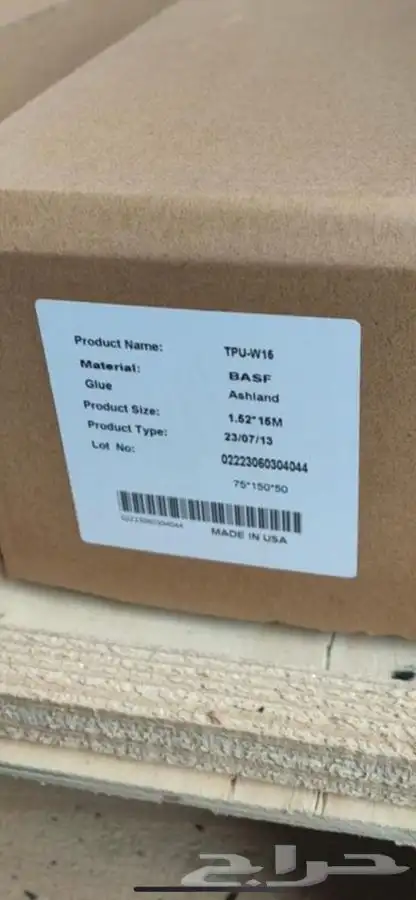 Product Name: TPU-W15
Material: BASF
Glue Ashland
Product Size: 1.52*15M
Product Type: 23/07/13
Lot No: 02223060304044
75*150*50
02223060304044
MADE IN USA
حراج